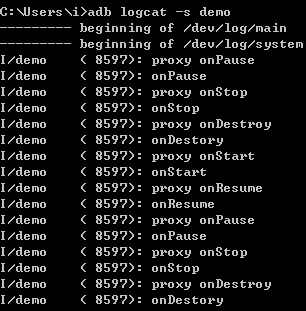 C:\Users\i>adb logcat -s demo
--------- beginning of /dev/log/main
--------- beginning of /dev/log/system
I/demo    ( 8597): proxy onPause
I/demo    ( 8597): onPause
I/demo    ( 8597): proxy onStop
I/demo    ( 8597): onStop
I/demo    ( 8597): proxy onDestroy
I/demo    ( 8597): onDestory
I/demo    ( 8597): proxy onStart
I/demo    ( 8597): onStart
I/demo    ( 8597): proxy onResume
I/demo    ( 8597): onResume
I/demo    ( 8597): proxy onPause
I/demo    ( 8597): onPause
I/demo    ( 8597): proxy onStop
I/demo    ( 8597): onStop
I/demo    ( 8597): proxy onDestroy
I/demo    ( 8597): onDestory